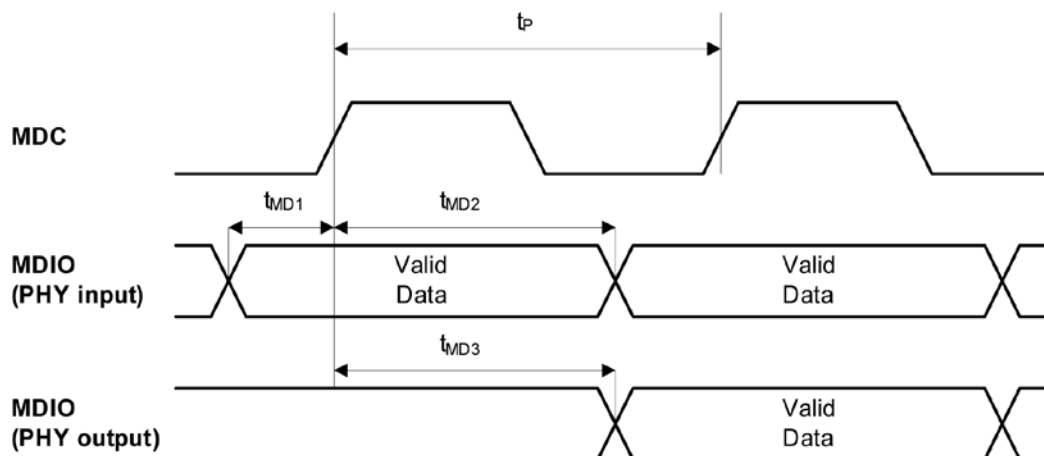 tP
MDC
tMD1
tMD2
MDIO
(PHY input)
Valid
Data
Valid
Data
tMD3
MDIO
(PHY output)
Valid
Data